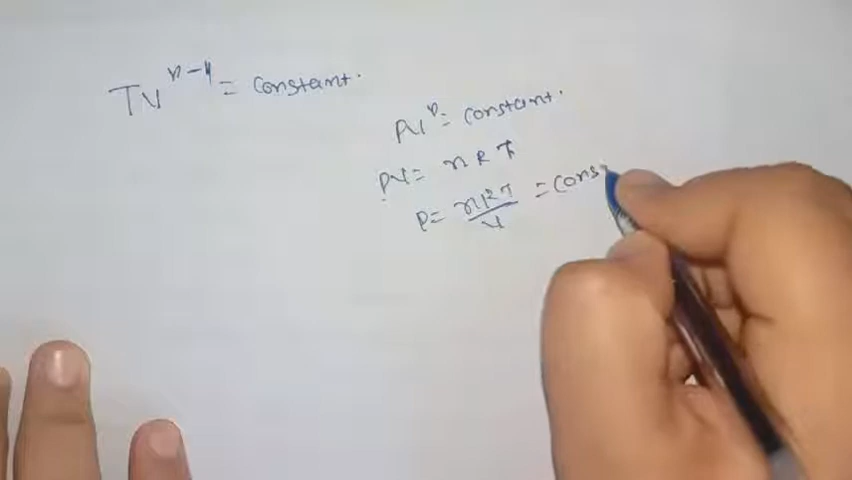 TV^n-1 = constant.
PV^n = constant.
PV = nRT
P = nRT/V = cons